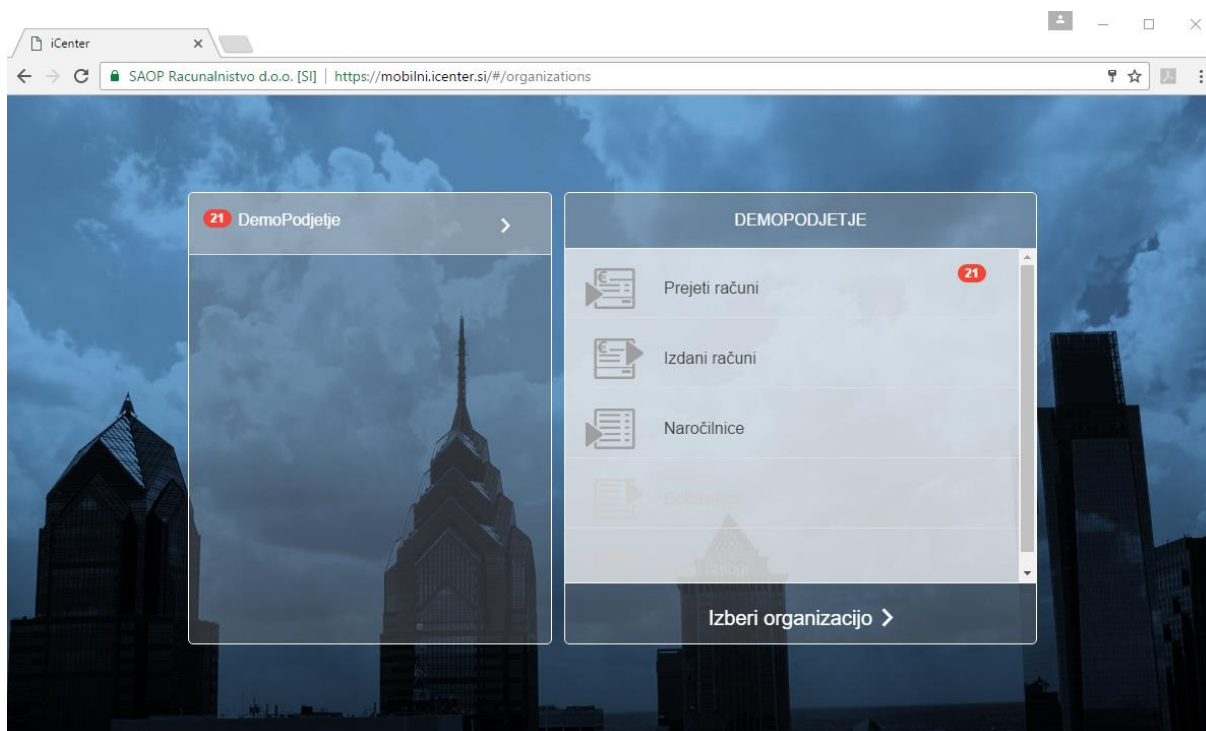 iCenter
SAOP Racunalnistvo d.o.o. [SI] | https://mobilni.icenter.si/#/organizations
21 DemoPodjetje
DEMOPODJETJE
Prejeti računi 21
Izdani računi
Naročilnice
Izberi organizacijo